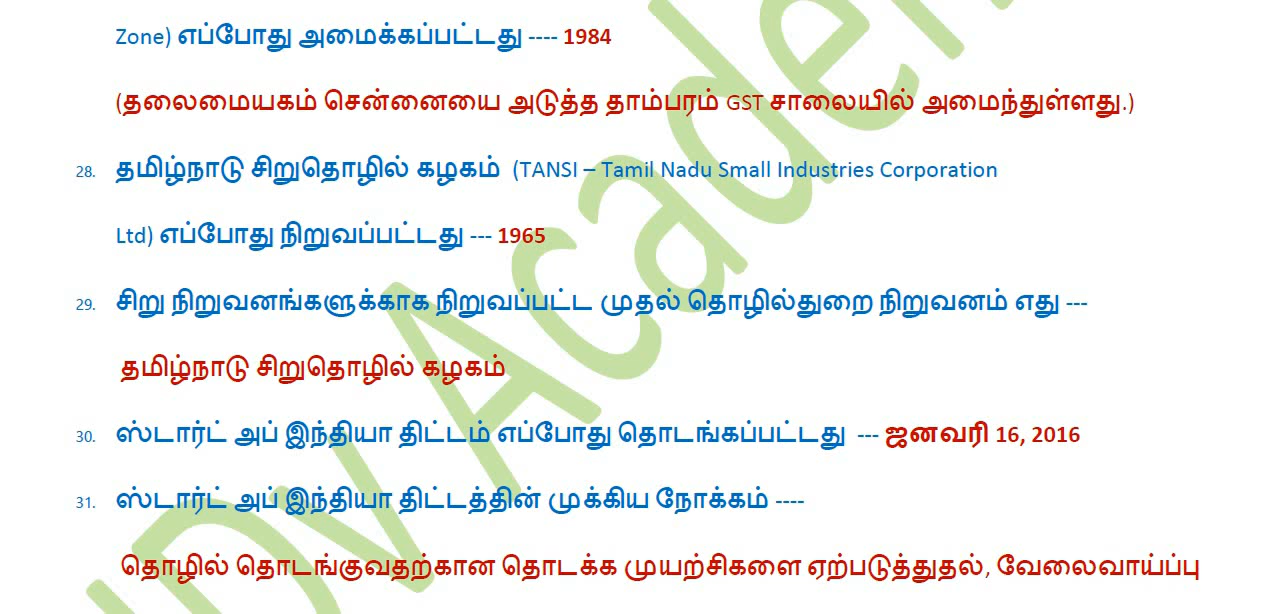 Zone) எப்போது அமைக்கப்பட்டது ---- 1984
(தலைமையகம் சென்னையை அடுத்த தாம்பரம் GST சாலையில் அமைந்துள்ளது.)
28. தமிழ்நாடு சிறுதொழில் கழகம் (TANSI – Tamil Nadu Small Industries Corporation
Ltd) எப்போது நிறுவப்பட்டது --- 1965
29. சிறு நிறுவனங்களுக்காக நிறுவப்பட்ட முதல் தொழில்துறை நிறுவனம் எது ---
தமிழ்நாடு சிறுதொழில் கழகம்
30. ஸ்டார்ட் அப் இந்தியா திட்டம் எப்போது தொடங்கப்பட்டது --- ஜனவரி 16, 2016
31. ஸ்டார்ட் அப் இந்தியா திட்டத்தின் முக்கிய நோக்கம் ----
தொழில் தொடங்குவதற்கான தொடக்க முயற்சிகளை ஏற்படுத்துதல், வேலைவாய்ப்பு